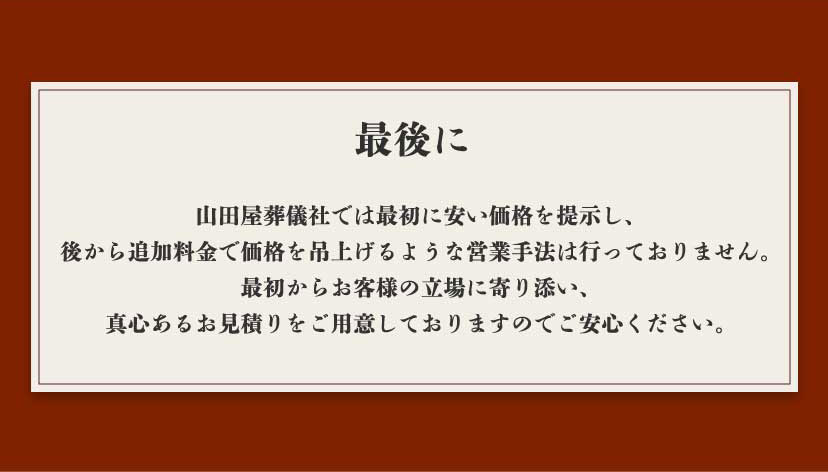 最後に
山田屋葬儀社では最初に安い価格を提示し、
後から追加料金で価格を吊上げるような営業手法は行っておりません。
最初からお客様の立場に寄り添い、
真心あるお見積りをご用意しておりますのでご安心ください。